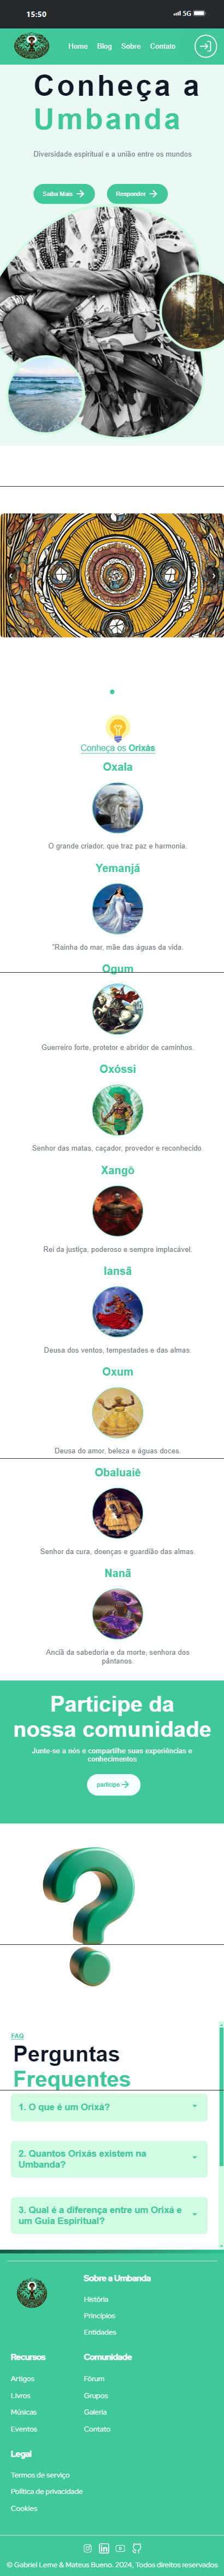 15:50
5G
Home Blog Sobre Contato
Conheça a
Umbanda
Diversidade espiritual e a união entre os mundos
Saiba Mais
Responder
Conheça os Orixás
Oxala
O grande criador, que traz paz e harmonia.
Yemanjá
"Rainha do mar, mãe das águas da vida.
Ogum
Guerreiro forte, protetor e abridor de caminhos.
Oxóssi
Senhor das matas, caçador, provedor e reconhecido.
Xangô
Rei da justiça, poderoso e sempre implacável.
Iansã
Deusa dos ventos, tempestades e das almas.
Oxum
Deusa do amor, beleza e águas doces.
Obaluaiê
Senhor da cura, doenças e guardião das almas.
Nanã
Anciã da sabedoria e da morte, senhora dos
pântanos.
Participe da
nossa comunidade
Junte-se a nós e compartilhe suas experiências e
conhecimentos
participe
FAQ
Perguntas
Frequentes
1. O que é um Orixá?
2. Quantos Orixás existem na
Umbanda?
3. Qual é a diferença entre um Orixá e
um Guia Espiritual?
Sobre a Umbanda
História
Princípios
Entidades
Recursos
Artigos
Livros
Músicas
Eventos
Comunidade
Fórum
Grupos
Galeria
Contato
Legal
Termos de serviço
Política de privacidade
Cookies
© Gabriel Leme & Mateus Bueno. 2024, Todos direitos reservados